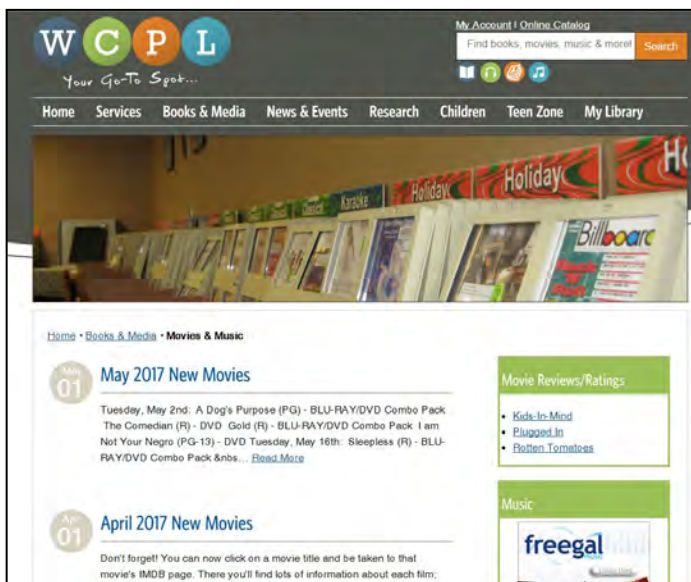 My Account | Online Catalog
W C P L
Find books, movies, music & more!
Search
Your Go-To Spot...
Home Services Books & Media News & Events Research Children Teen Zone My Library
Karaoke
Holiday
Holiday
Ho
Billboard
Rock
'N'
Roll
Home • Books & Media • Movies & Music
May
01
May 2017 New Movies
Tuesday, May 2nd: A Dog's Purpose (PG) - BLU-RAY/DVD Combo Pack
The Comedian (R) - DVD Gold (R) - BLU-RAY/DVD Combo Pack I am
Not Your Negro (PG-13) - DVD Tuesday, May 16th: Sleepless (R) - BLU-
RAY/DVD Combo Pack &nbs... Read More
Movie Reviews/Ratings
• Kids-In-Mind
• Plugged In
• Rotten Tomatoes
Apr
01
April 2017 New Movies
Don't forget! You can now click on a movie title and be taken to that
movie's IMDB page. There you'll find lots of information about each film;
Music
freegal